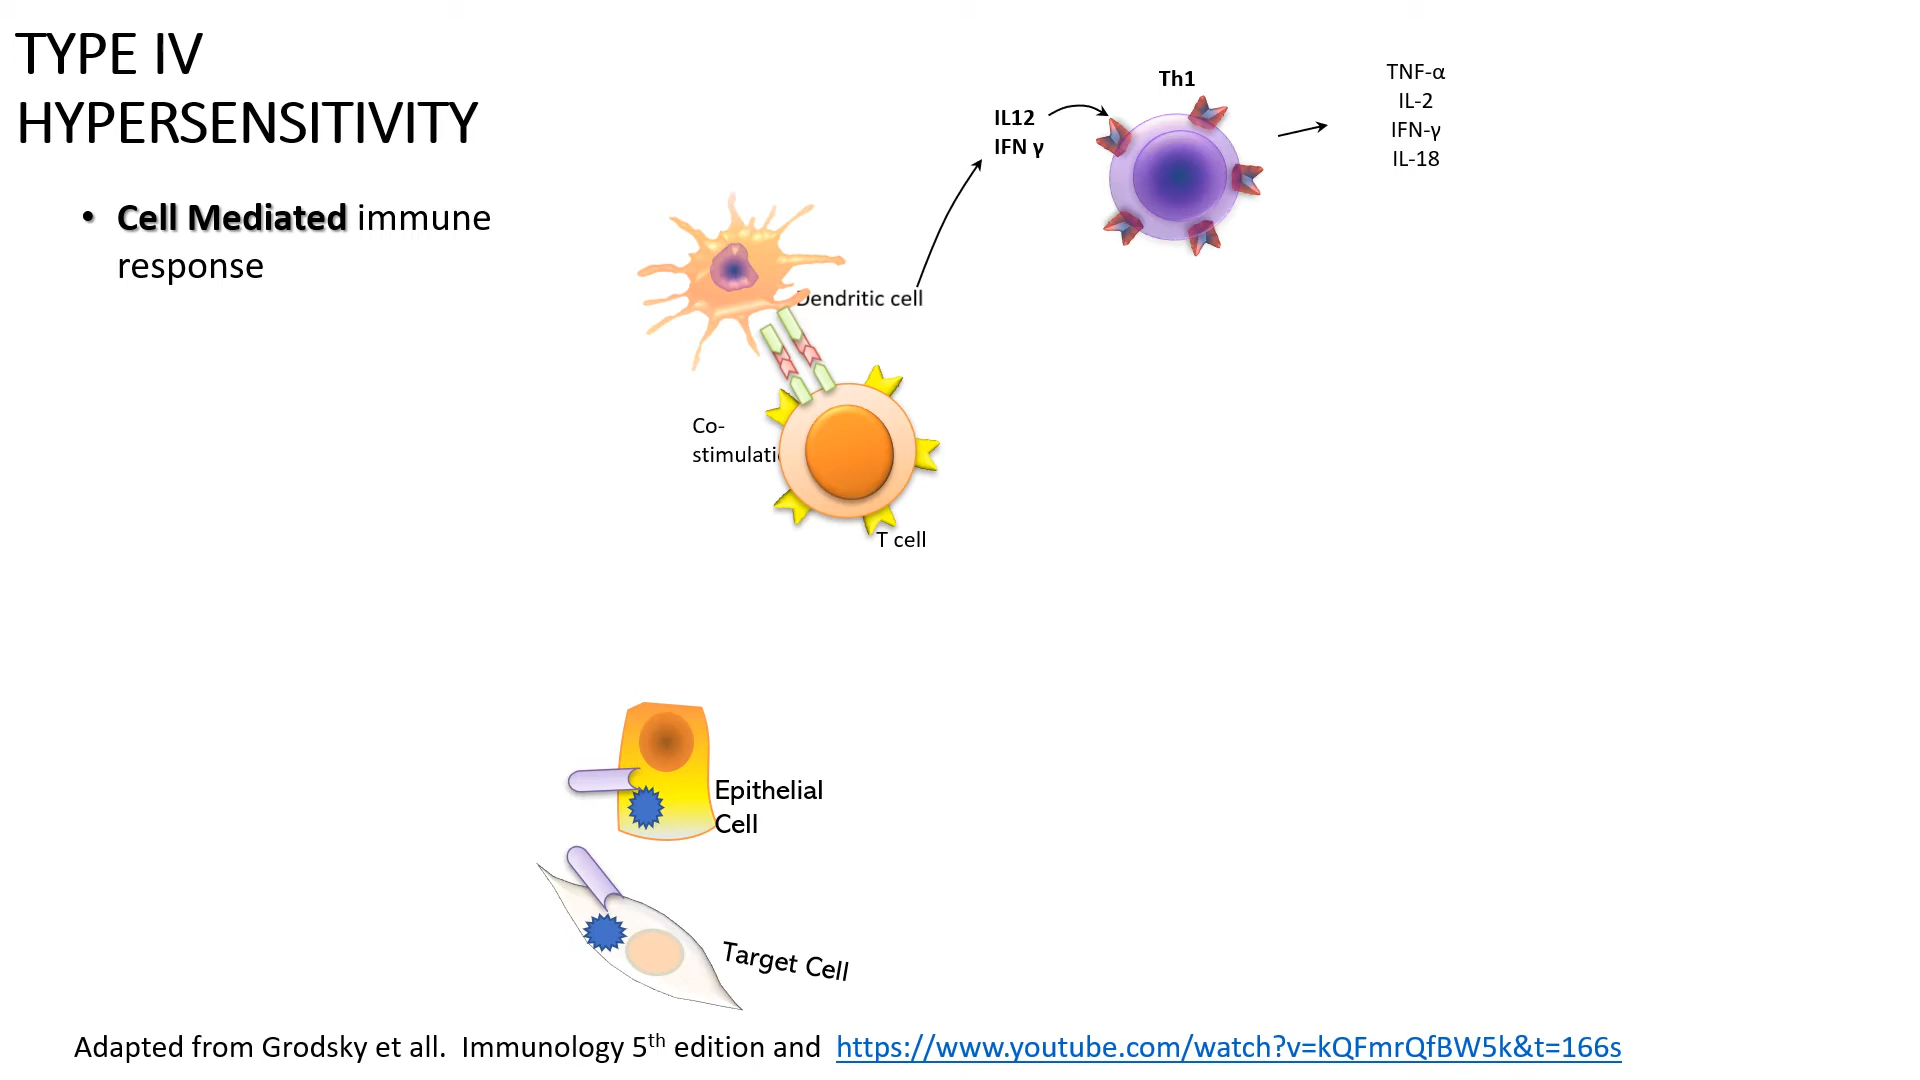 TYPE IV
HYPERSENSITIVITY
• Cell Mediated immune
response
IL12
IFN γ
Th1
TNF-α
IL-2
IFN-γ
IL-18
Dendritic cell
Co-
stimulati
T cell
Epithelial
Cell
Target Cell
Adapted from Grodsky et all. Immunology 5th edition and https://www.youtube.com/watch?v=kQFmrQfBW5k&t=166s